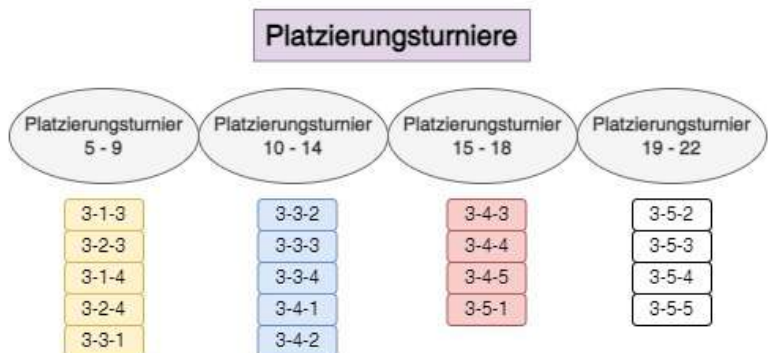 Platzierungsturniere
Platzierungsturnier
5 - 9
Platzierungsturnier
10 - 14
Platzierungsturnier
15 - 18
Platzierungsturnier
19 - 22
3-1-3
3-2-3
3-1-4
3-2-4
3-3-1
3-3-2
3-3-3
3-3-4
3-4-1
3-4-2
3-4-3
3-4-4
3-4-5
3-5-1
3-5-2
3-5-3
3-5-4
3-5-5